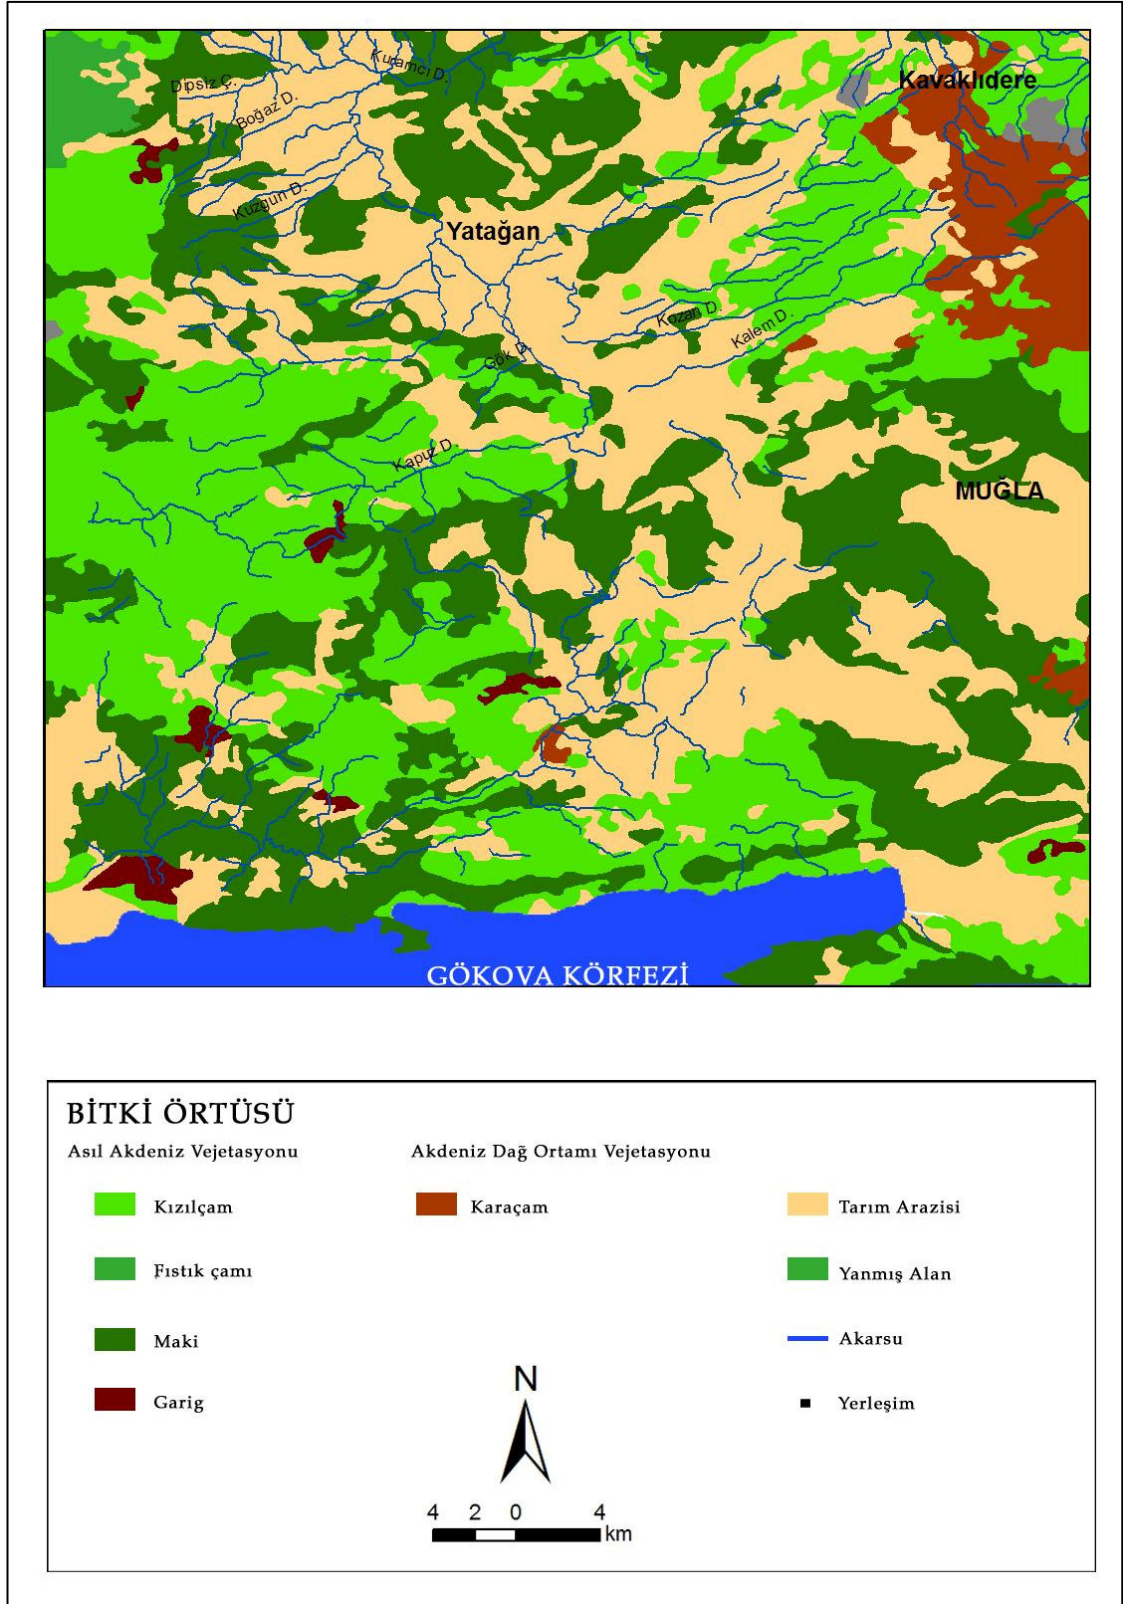 Kuramcı D.
Dipsiz Ç.
Kavaklıdere
Boğaz D.
Kuzgun D.
Yatağan
Kozan D.
Kalem D.
Gök D.
Kapuz D.
MUĞLA
GÖKOVA KÖRFEZİ
BİTKİ ÖRTÜSÜ
Asıl Akdeniz Vejetasyonu
Akdeniz Dağ Ortamı Vejetasyonu
Kızılçam
Karaçam
Tarım Arazisi
Fıstık çamı
Yanmış Alan
Maki
Akarsu
Garig
Yerleşim
N
4 2 0 4
km